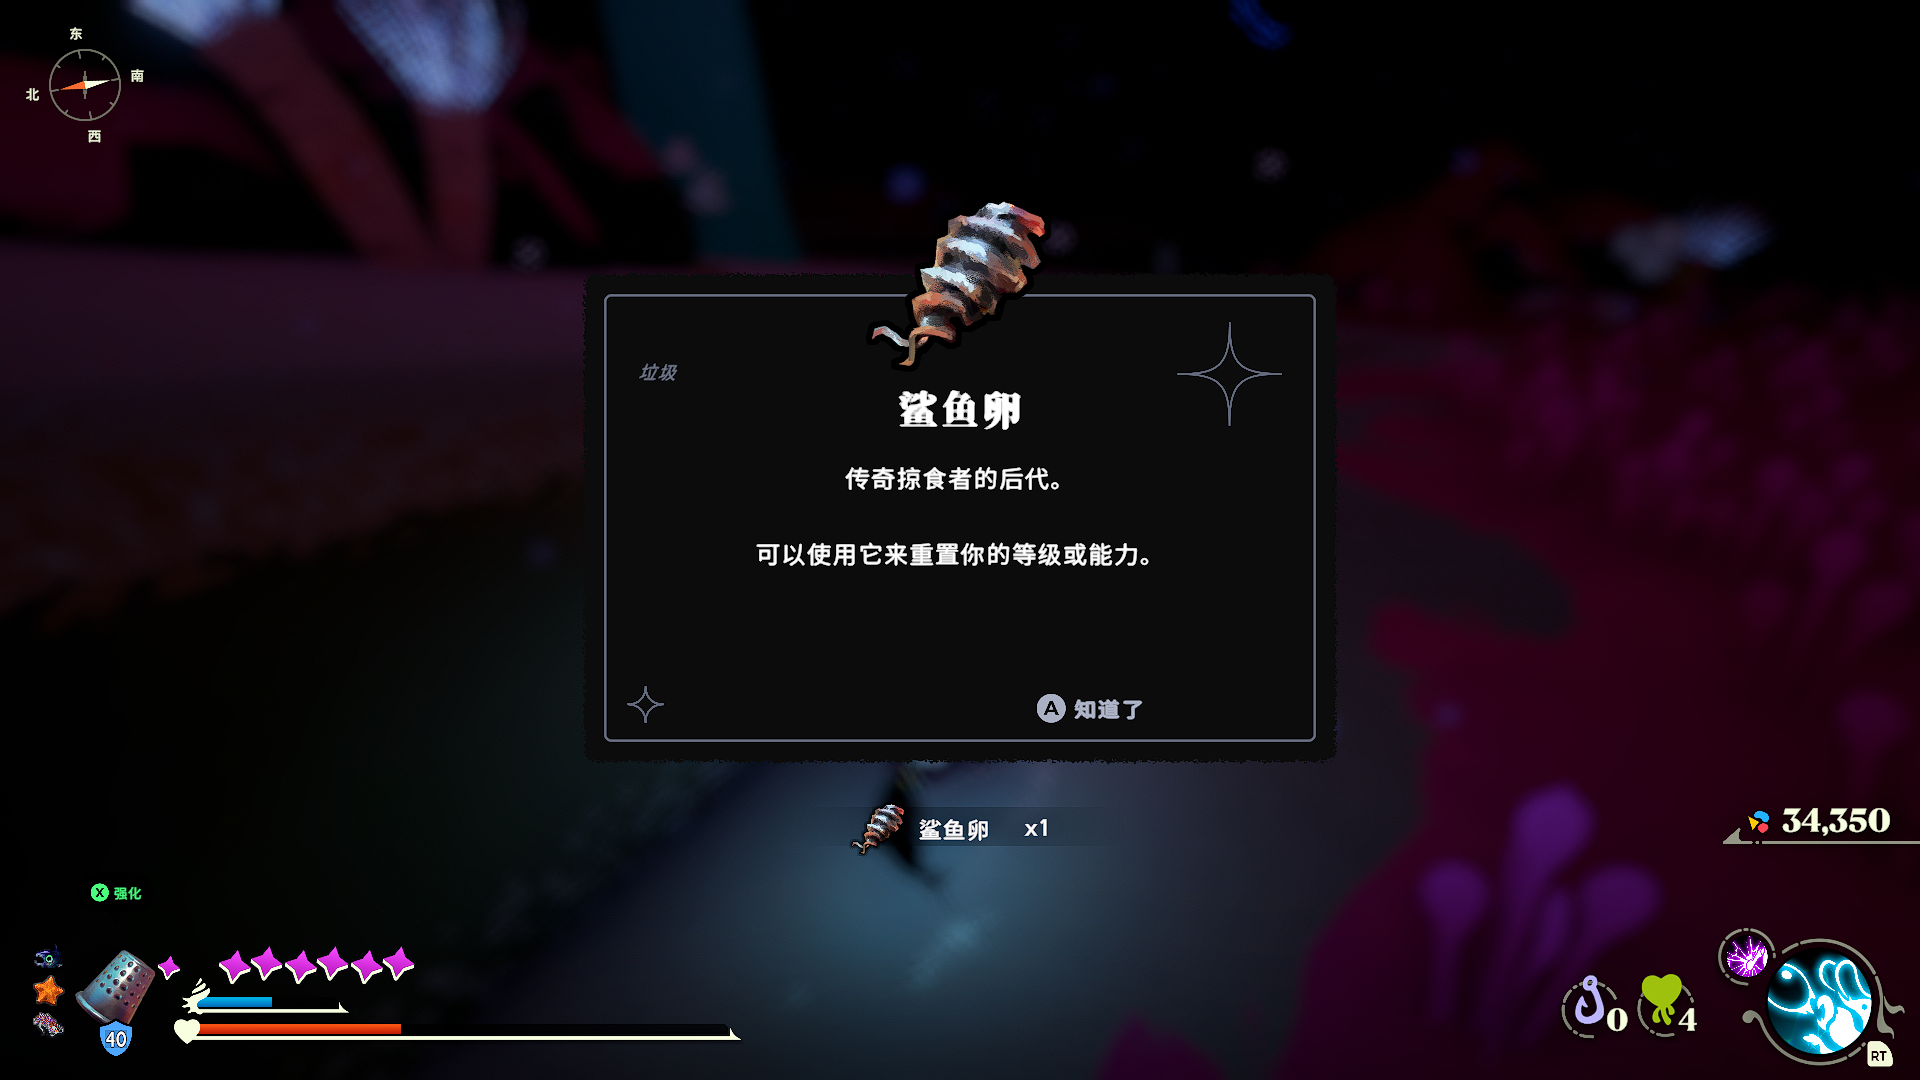 东
南
北
西
垃圾
鲨鱼卵
传奇掠食者的后代。
可以使用它来重置你的等级或能力。
A 知道了
鲨鱼卵 x1
34,350
X 强化
40
0
4
RT